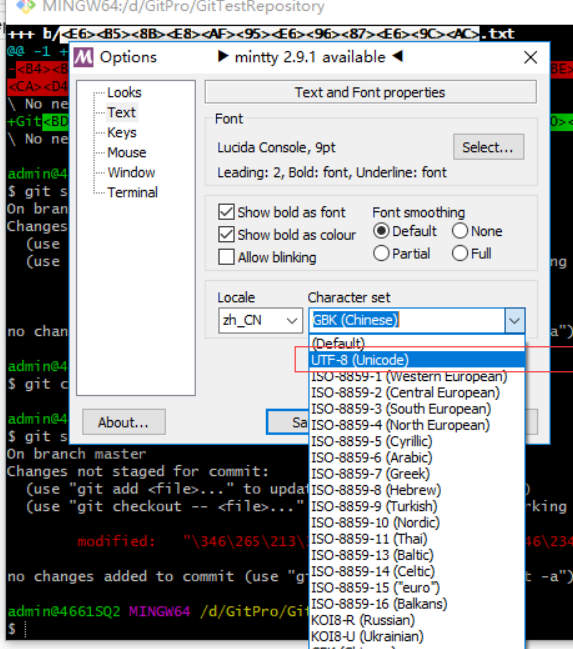 MINGW64:/d/GitPro/GitTestRepository
+++ b/<E6><B5><8B><E8><AF><95><E6><96><87><E6><9C><AC>.txt
@@ -1 +
Options
▶ mintty 2.9.1 available ◀
-<B4><B
<CA><D4
\ No ne
+Git<BD
\ No ne
Looks
Text
Keys
Mouse
Window
Terminal
Text and Font properties
Font
Lucida Console, 9pt
Select...
Leading: 2, Bold: font, Underline: font
Show bold as font
Show bold as colour
Allow blinking
Font smoothing
Default
None
Partial
Full
Locale
Character set
zh_CN
GBK (Chinese)
(Default)
UTF-8 (Unicode)
ISO-8859-1 (Western European)
ISO-8859-2 (Central European)
ISO-8859-3 (South European)
ISO-8859-4 (North European)
ISO-8859-5 (Cyrillic)
ISO-8859-6 (Arabic)
ISO-8859-7 (Greek)
ISO-8859-8 (Hebrew)
ISO-8859-9 (Turkish)
ISO-8859-10 (Nordic)
ISO-8859-11 (Thai)
ISO-8859-13 (Baltic)
ISO-8859-14 (Celtic)
ISO-8859-15 ("euro")
ISO-8859-16 (Balkans)
KOI8-R (Russian)
KOI8-U (Ukrainian)
About...
Sa
admin@4
$ git s
On bran
Changes
(use
(use
ng
no chan
a")
admin@4
$ git c
admin@4
$ git s
On branch master
Changes not staged for commit:
(use "git add <file>..." to updat
)
(use "git checkout -- <file>..."
rking
modified:   "\346\265\213\
46\234
no changes added to commit (use "g
t -a")
admin@4661SQ2 MINGW64 /d/GitPro/Git
$